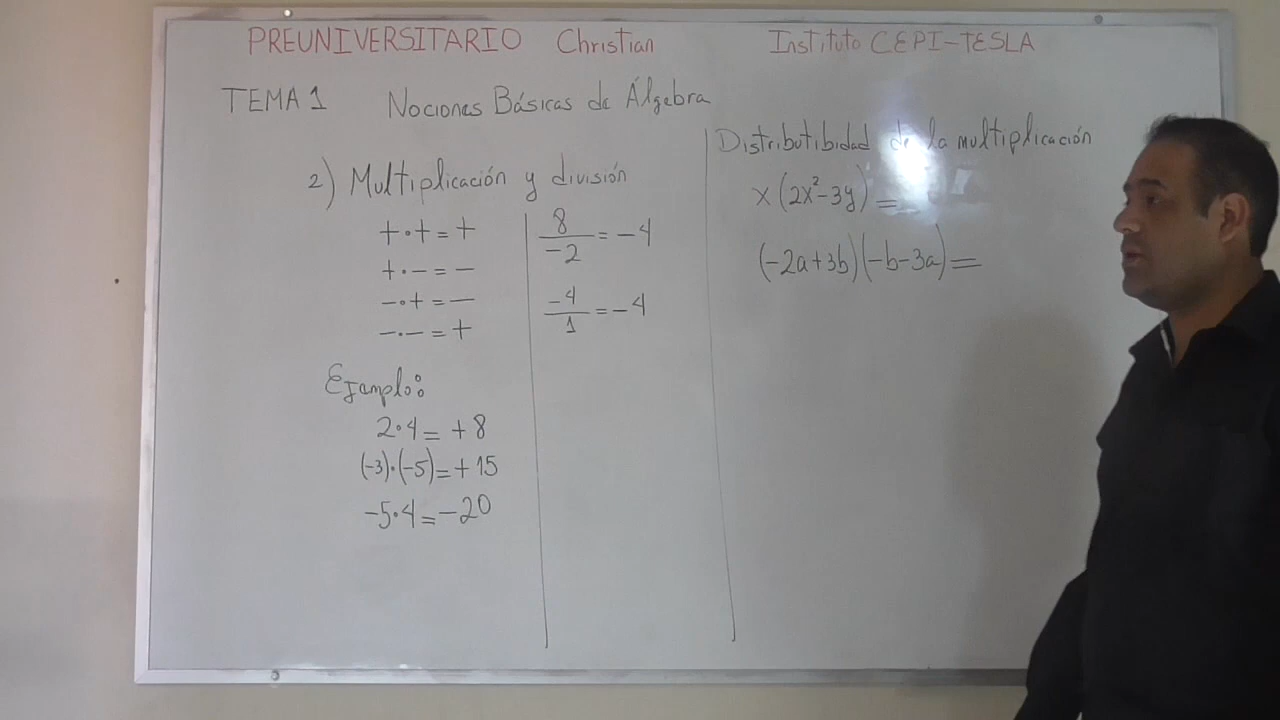 PREUNIVERSITARIO Christian Instituto CEPI-TESLA
TEMA 1 Nociones Básicas de Álgebra
2) Multiplicación y división
+·+=+
+·-=-
-·+=-
-·-=+
Ejemplo:
2·4=+8
(-3)·(-5)=+15
-5·4=-20
8/-2=-4
-4/1=-4
Distributibidad de la multiplicación
x(2x²-3y)=
(-2a+3b)(-b-3a)=